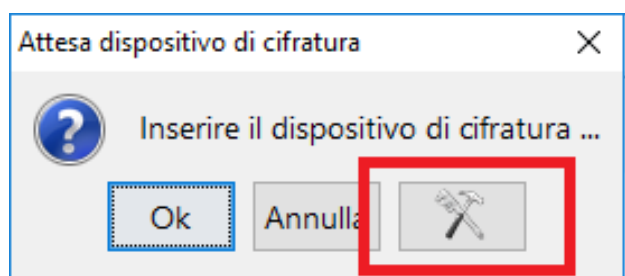 Attesa dispositivo di cifratura
Inserire il dispositivo di cifratura ...
Ok Annulla